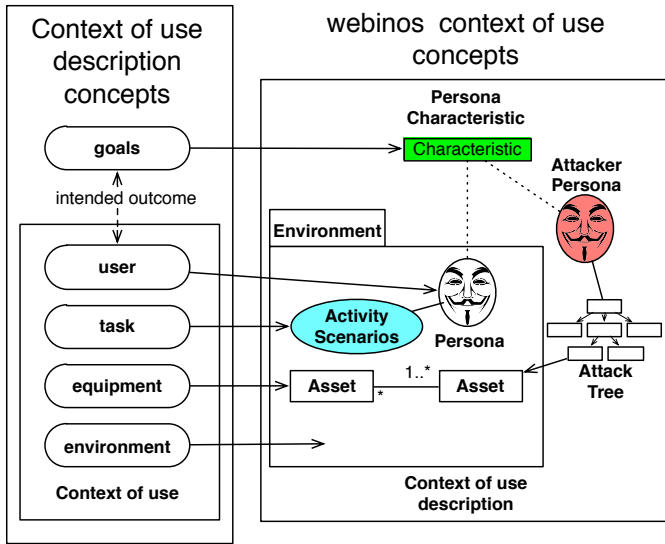 Context of use
description
concepts
goals
intended outcome
user
task
equipment
environment
Context of use
webinos context of use
concepts
Persona
Characteristic
Characteristic
Attacker
Persona
Environment
Activity
Scenarios
Persona
Asset
*
1..*
Asset
Attack
Tree
Context of use
description